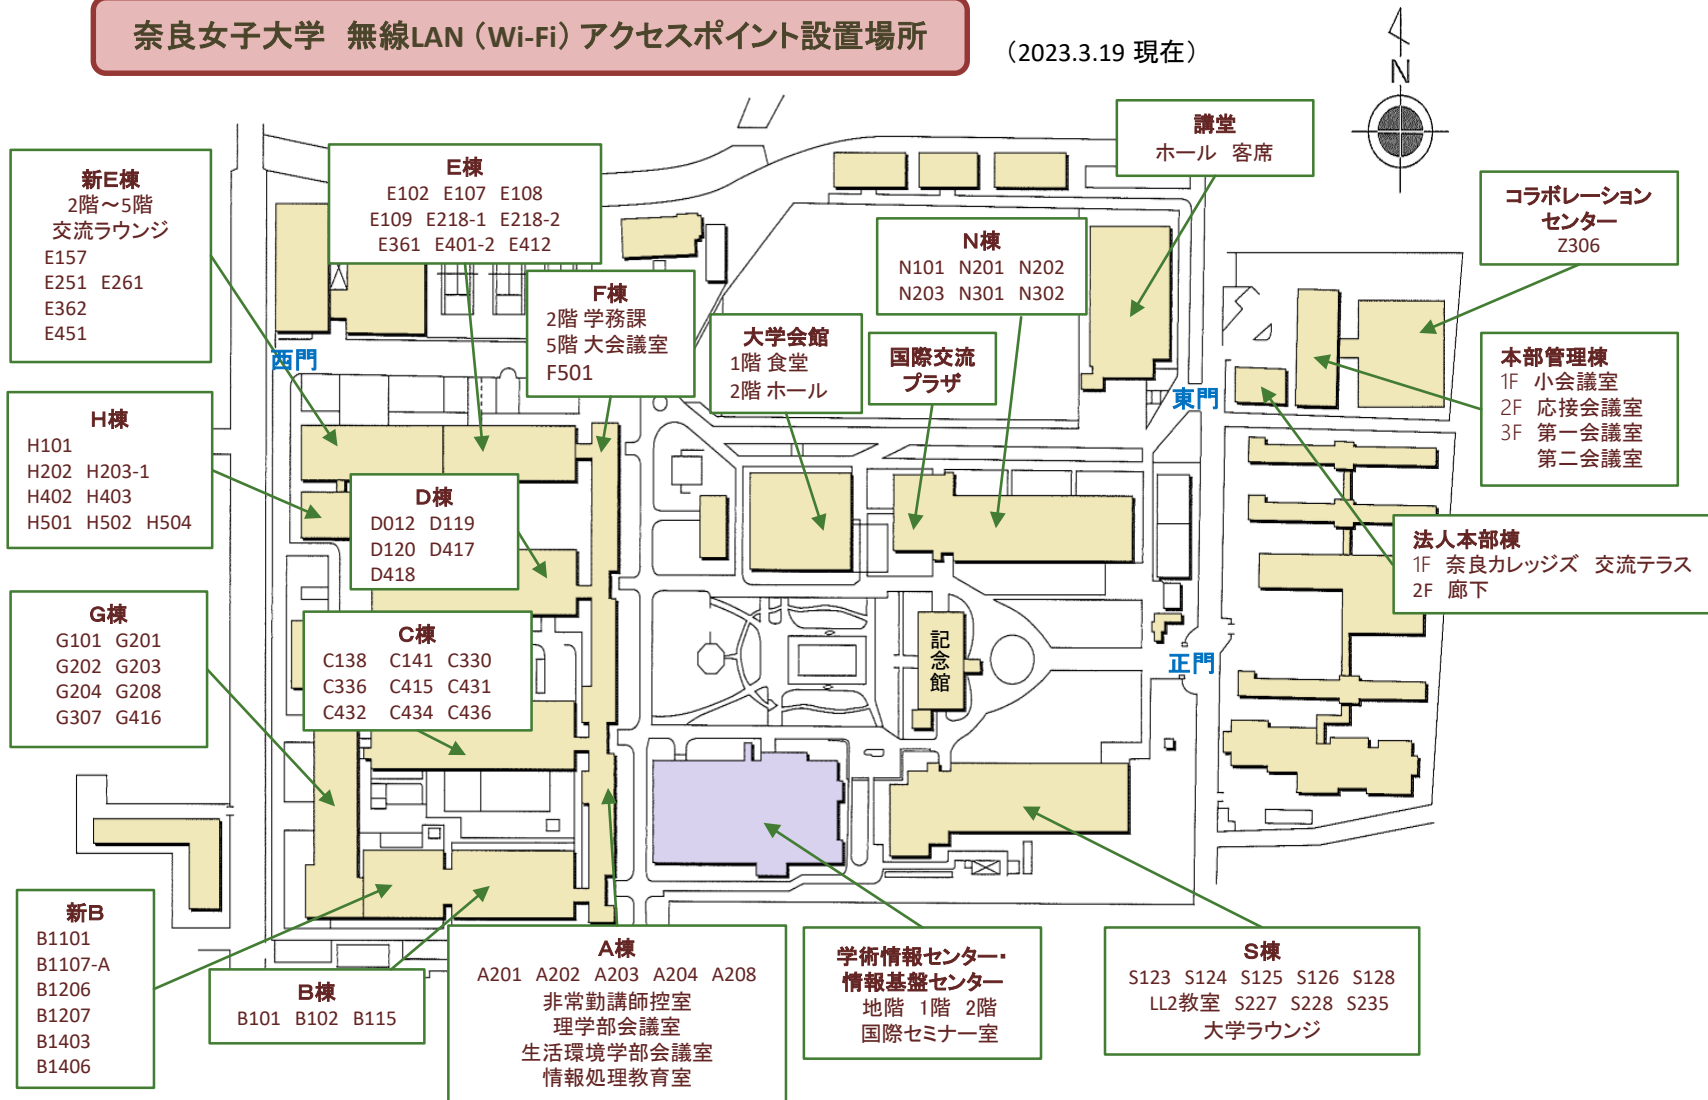 奈良女子大学 無線LAN（Wi-Fi）アクセスポイント設置場所
（2023.3.19 現在）
N
新E棟
2階～5階
交流ラウンジ
E157
E251 E261
E362
E451
E棟
E102 E107 E108
E109 E218-1 E218-2
E361 E401-2 E412
F棟
2階 学務課
5階 大会議室
F501
講堂
ホール 客席
コラボレーション
センター
Z306
N棟
N101 N201 N202
N203 N301 N302
大学会館
1階 食堂
2階 ホール
国際交流
プラザ
西門
東門
本部管理棟
1F 小会議室
2F 応接会議室
3F 第一会議室
第二会議室
H棟
H101
H202 H203-1
H402 H403
H501 H502 H504
D棟
D012 D119
D120 D417
D418
法人本部棟
1F 奈良カレッジズ 交流テラス
2F 廊下
G棟
G101 G201
G202 G203
G204 G208
G307 G416
C棟
C138 C141 C330
C336 C415 C431
C432 C434 C436
記念館
正門
新B
B1101
B1107-A
B1206
B1207
B1403
B1406
B棟
B101 B102 B115
A棟
A201 A202 A203 A204 A208
非常勤講師控室
理学部会議室
生活環境学部会議室
情報処理教育室
学術情報センター・
情報基盤センター
地階 1階 2階
国際セミナー室
S棟
S123 S124 S125 S126 S128
LL2教室 S227 S228 S235
大学ラウンジ